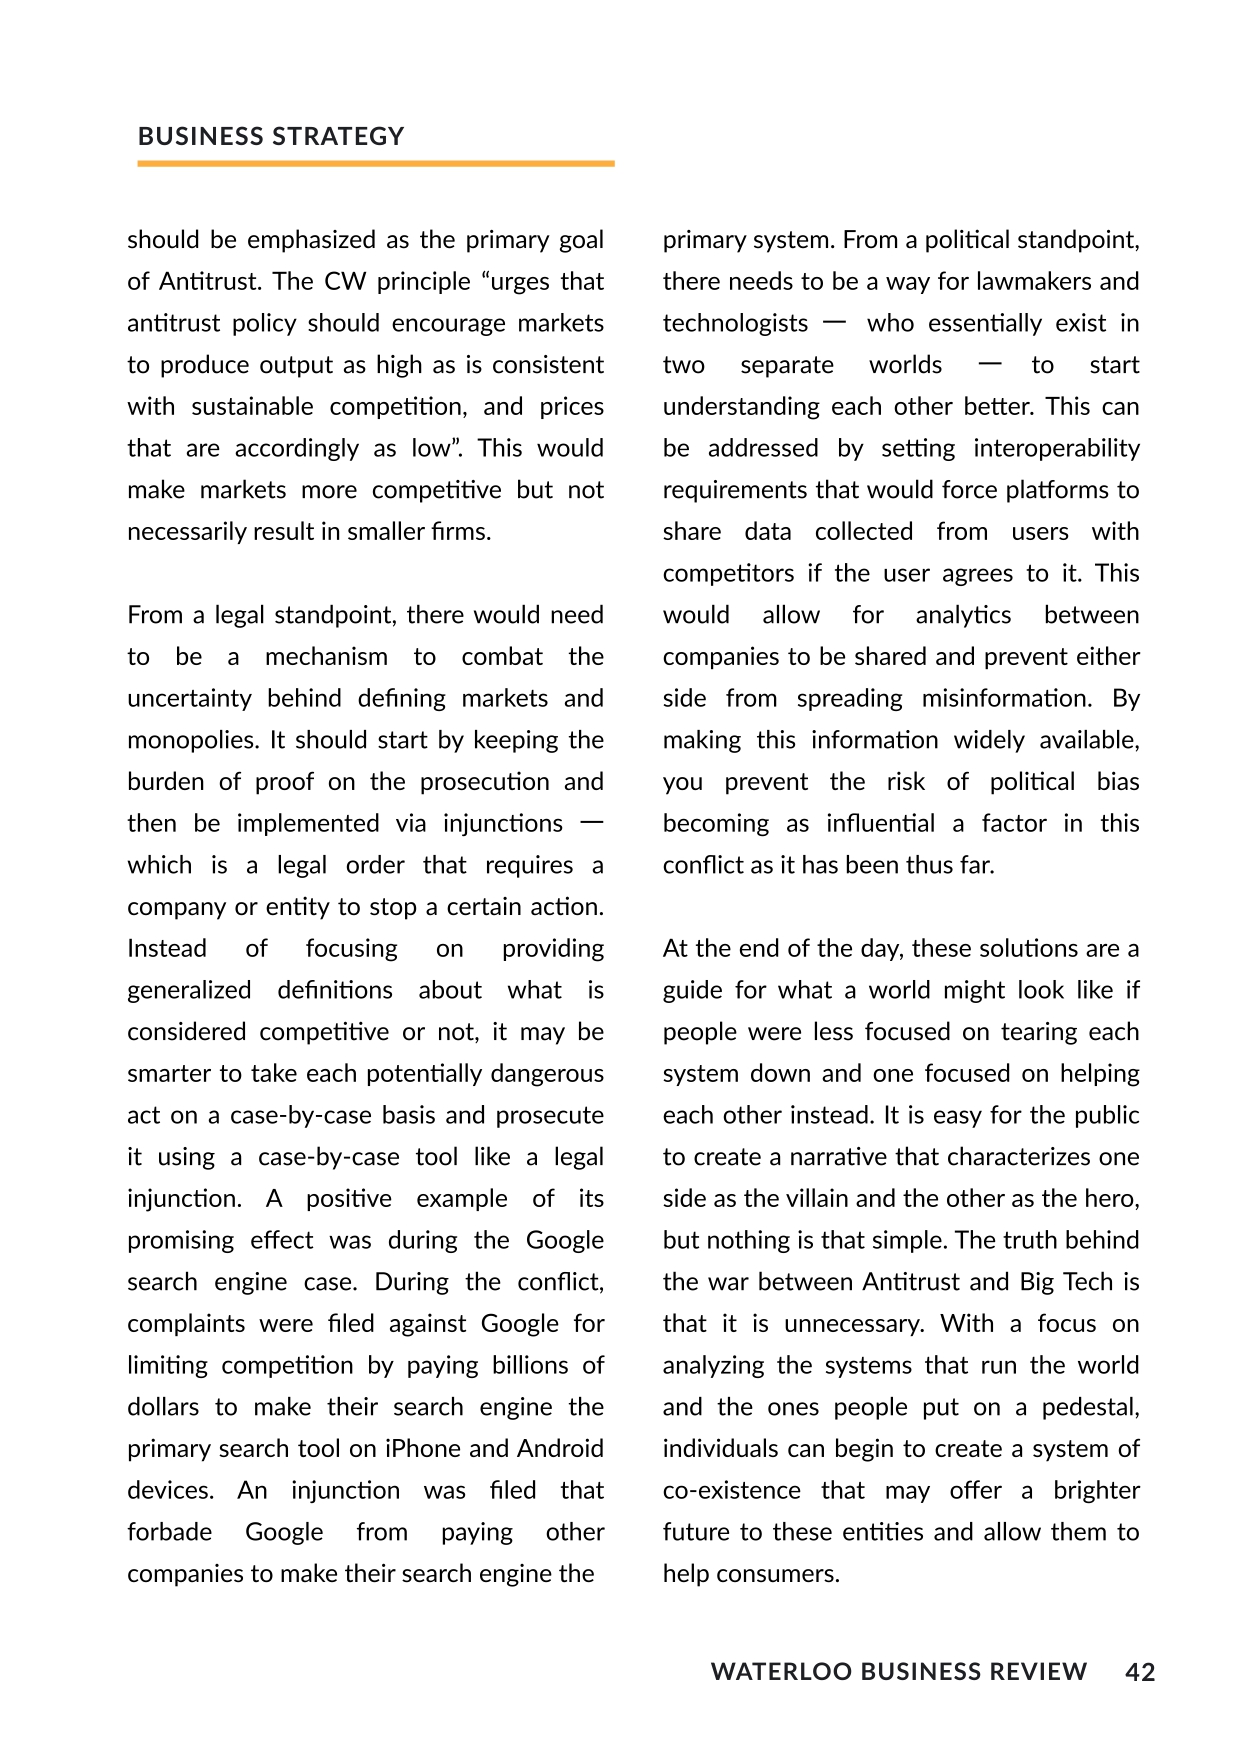 BUSINESS STRATEGY
should be emphasized as the primary goal
of Antitrust. The CW principle “urges that
antitrust policy should encourage markets
to produce output as high as is consistent
with sustainable competition, and prices
that are accordingly as low”. This would
make markets more competitive but not
necessarily result in smaller firms.
From a legal standpoint, there would need
to be a mechanism to combat the
uncertainty behind defining markets and
monopolies. It should start by keeping the
burden of proof on the prosecution and
then be implemented via injunctions —
which is a legal order that requires a
company or entity to stop a certain action.
Instead of focusing on providing
generalized definitions about what is
considered competitive or not, it may be
smarter to take each potentially dangerous
act on a case-by-case basis and prosecute
it using a case-by-case tool like a legal
injunction. A positive example of its
promising effect was during the Google
search engine case. During the conflict,
complaints were filed against Google for
limiting competition by paying billions of
dollars to make their search engine the
primary search tool on iPhone and Android
devices. An injunction was filed that
forbade Google from paying other
companies to make their search engine the
primary system. From a political standpoint,
there needs to be a way for lawmakers and
technologists — who essentially exist in
two separate worlds — to start
understanding each other better. This can
be addressed by setting interoperability
requirements that would force platforms to
share data collected from users with
competitors if the user agrees to it. This
would allow for analytics between
companies to be shared and prevent either
side from spreading misinformation. By
making this information widely available,
you prevent the risk of political bias
becoming as influential a factor in this
conflict as it has been thus far.
At the end of the day, these solutions are a
guide for what a world might look like if
people were less focused on tearing each
system down and one focused on helping
each other instead. It is easy for the public
to create a narrative that characterizes one
side as the villain and the other as the hero,
but nothing is that simple. The truth behind
the war between Antitrust and Big Tech is
that it is unnecessary. With a focus on
analyzing the systems that run the world
and the ones people put on a pedestal,
individuals can begin to create a system of
co-existence that may offer a brighter
future to these entities and allow them to
help consumers.
WATERLOO BUSINESS REVIEW 42